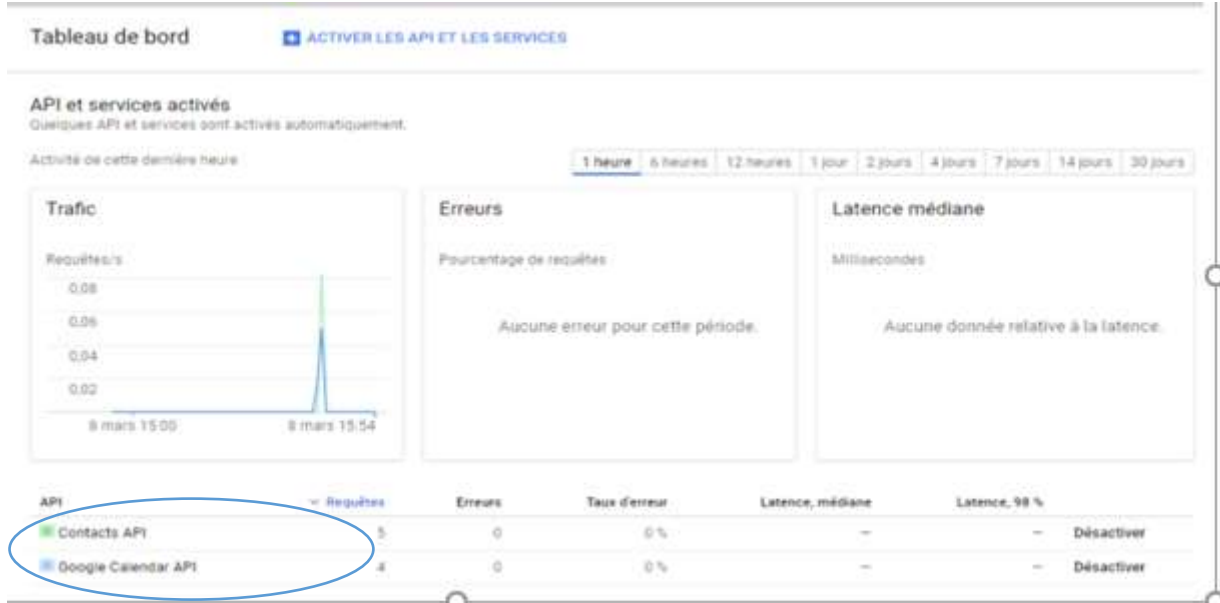 Tableau de bord ACTIVER LES API ET LES SERVICES
API et services activés
Quelques API et services sont activés automatiquement.
Activité de cette dernière heure 1 heure 6 heures 12 heures 1 jour 2 jours 4 jours 7 jours 14 jours 30 jours
Trafic Erreurs Latence médiane
Requêtes/s Pourcentage de requêtes Millisecondes
0,08
0,06
0,04
0,02
Aucune erreur pour cette période. Aucune donnée relative à la latence.
8 mars 15:00 8 mars 15:54
API Requêtes Erreurs Taux d'erreur Latence, médiane Latence, 98 %
Contacts API 5 0 0 % — — Désactiver
Google Calendar API 4 0 0 % — — Désactiver